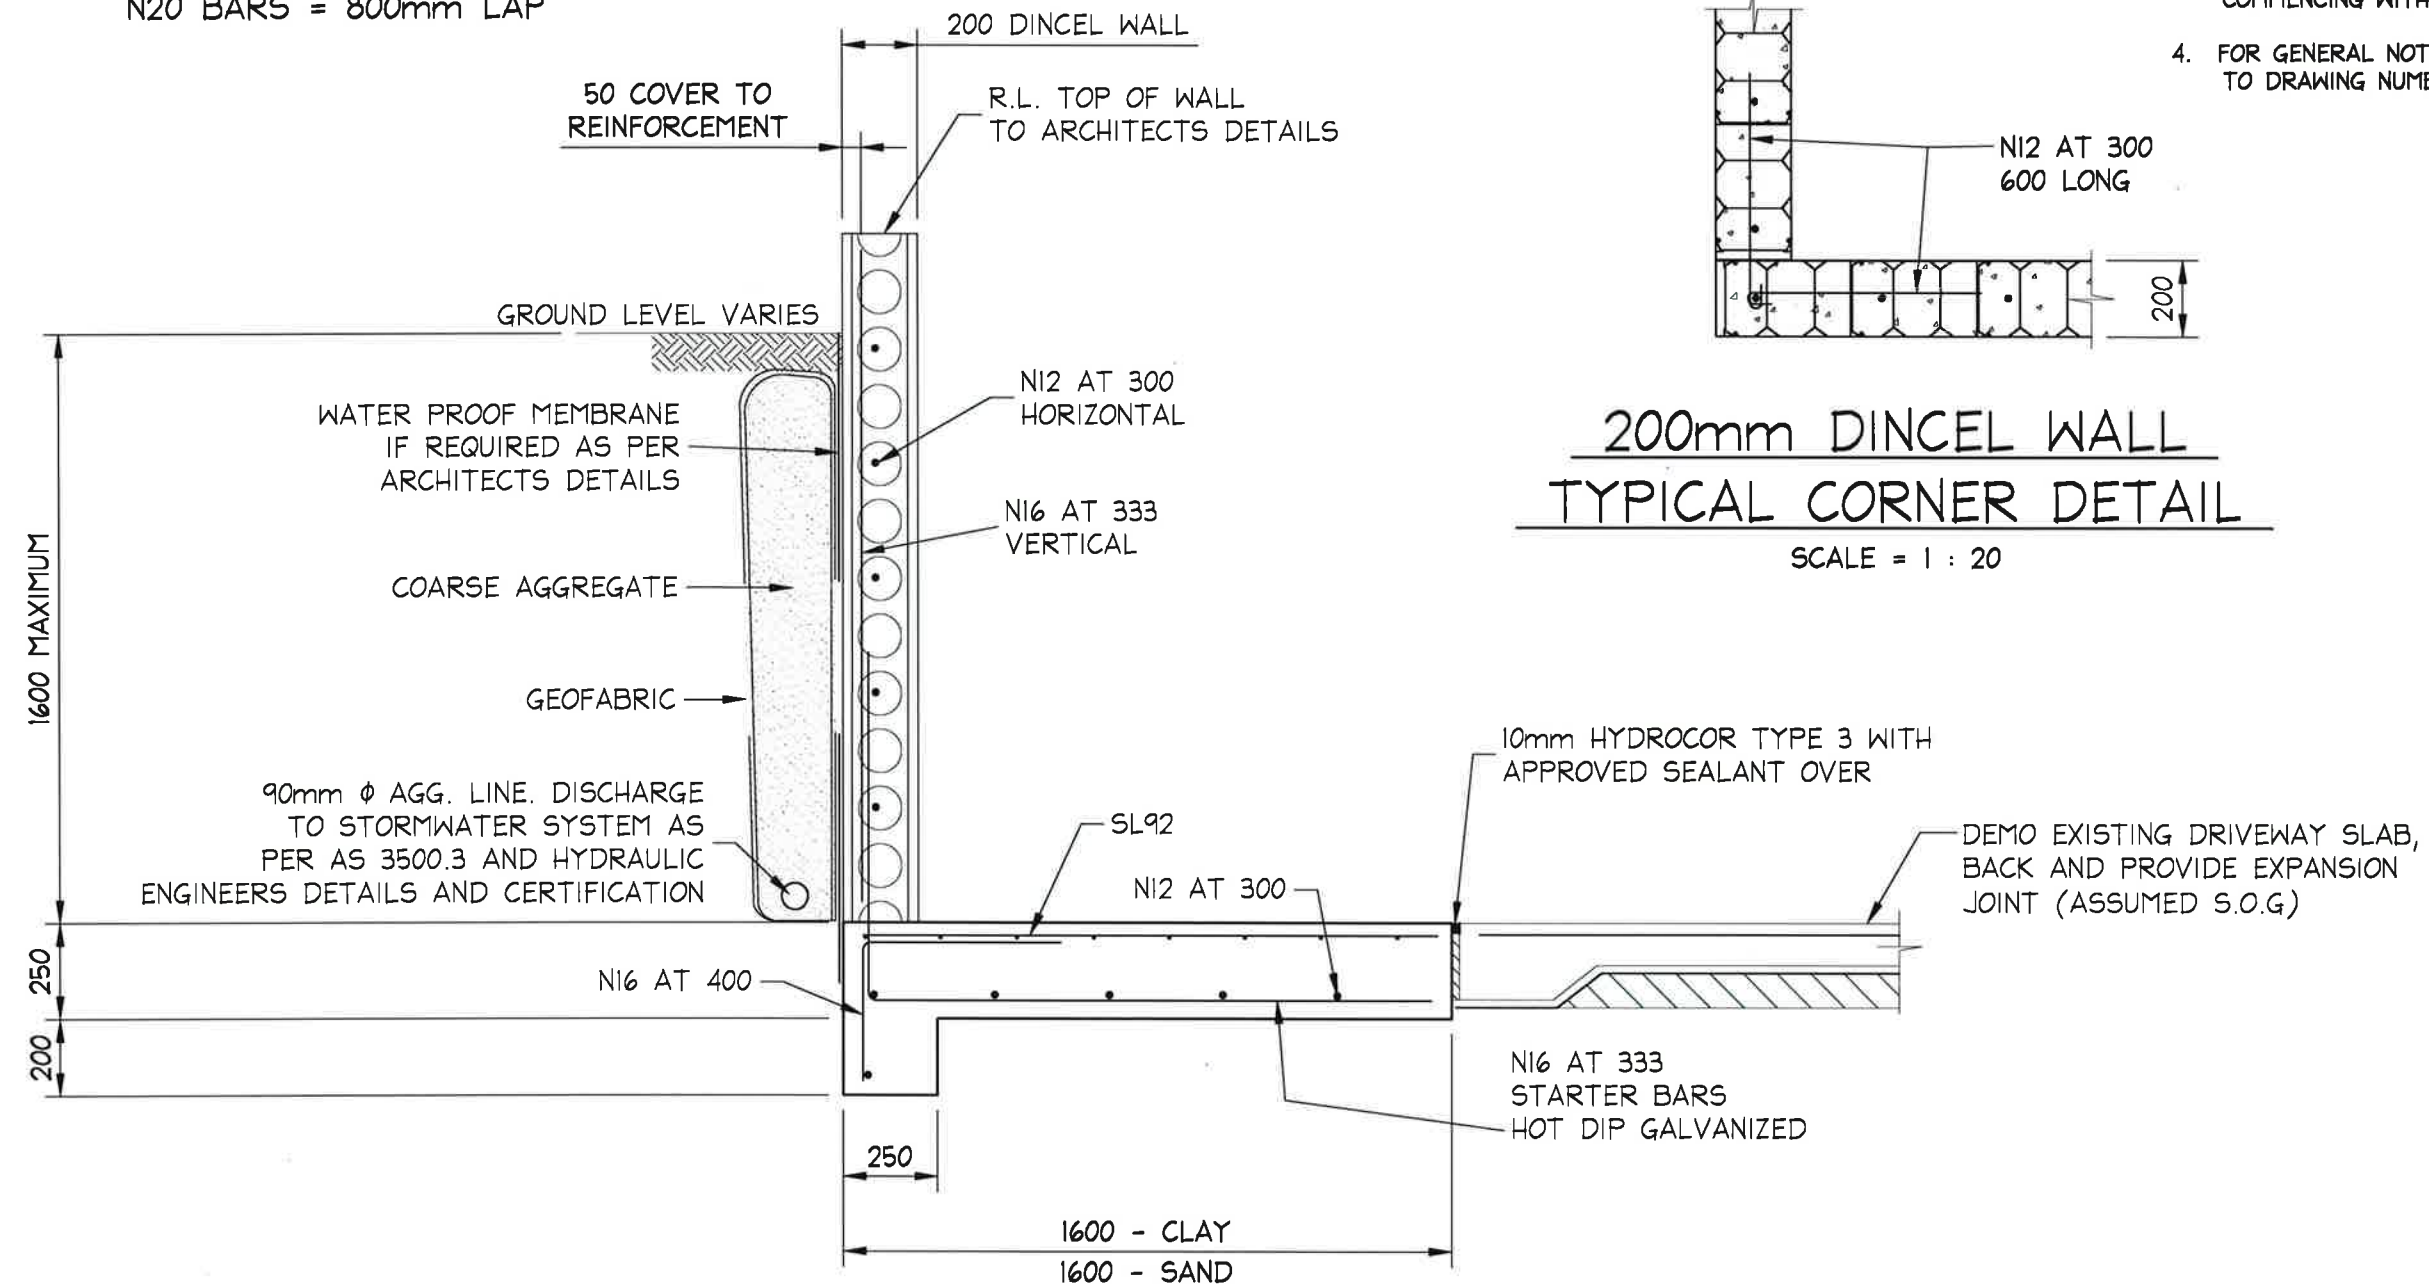 N20 BARS = 800mm LAP
200 DINCEL WALL
50 COVER TO
REINFORCEMENT
R.L. TOP OF WALL
TO ARCHITECTS DETAILS
GROUND LEVEL VARIES
WATER PROOF MEMBRANE
IF REQUIRED AS PER
ARCHITECTS DETAILS
N12 AT 300
HORIZONTAL
N16 AT 333
VERTICAL
COARSE AGGREGATE
GEOFABRIC
1600 MAXIMUM
90mm ϕ AGG. LINE. DISCHARGE
TO STORMWATER SYSTEM AS
PER AS 3500.3 AND HYDRAULIC
ENGINEERS DETAILS AND CERTIFICATION
SL92
N12 AT 300
10mm HYDROCOR TYPE 3 WITH
APPROVED SEALANT OVER
DEMO EXISTING DRIVEWAY SLAB,
BACK AND PROVIDE EXPANSION
JOINT (ASSUMED S.O.G)
250
N16 AT 400
200
N16 AT 333
STARTER BARS
HOT DIP GALVANIZED
250
1600 - CLAY
1600 - SAND
COMMENCING WITH
4. FOR GENERAL NOT
TO DRAWING NUME
N12 AT 300
600 LONG
200
200mm DINCEL WALL
TYPICAL CORNER DETAIL
SCALE = 1 : 20